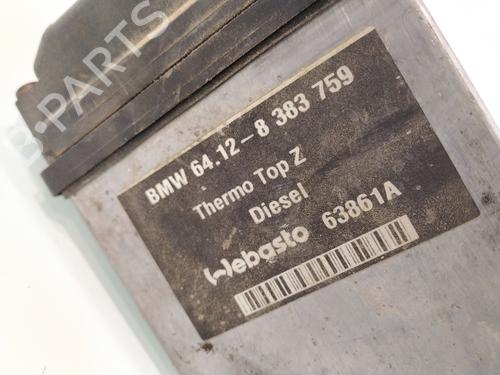 B-PARTS
BMW 64.12-8 383 759
Thermo Top Z
Diesel
Webasto 63861A